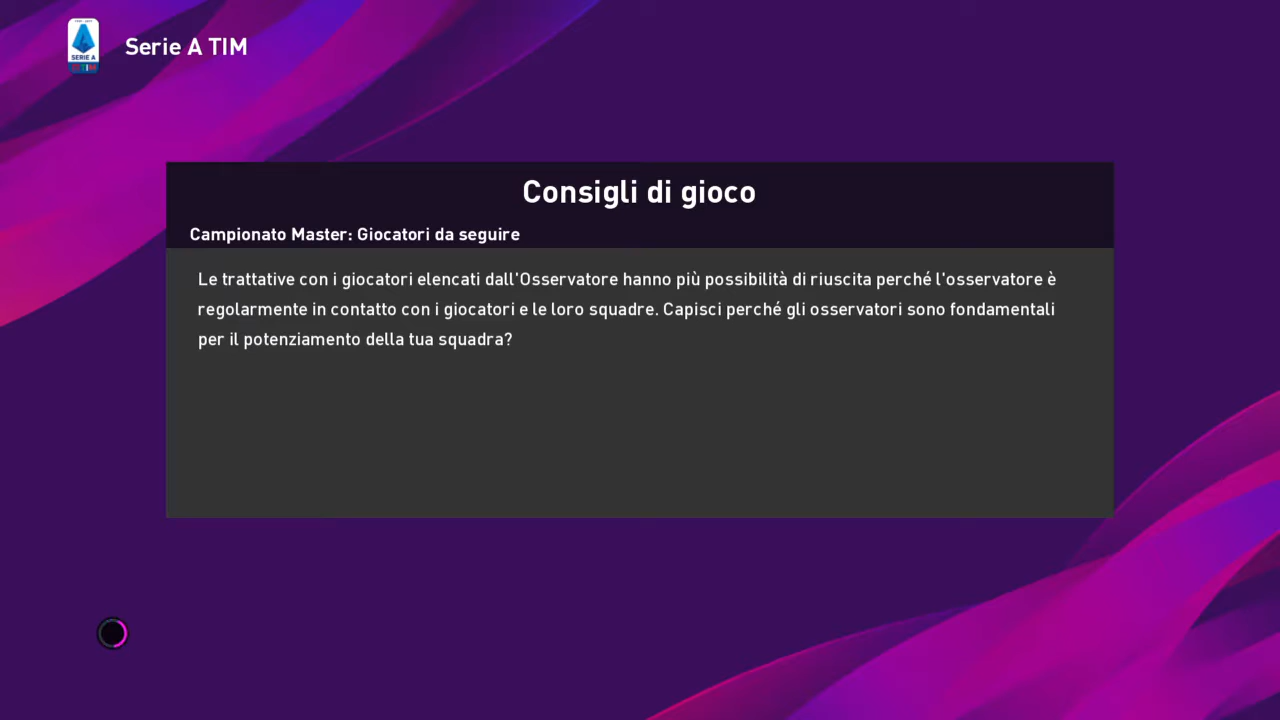 Serie A TIM
SERIE A
TIM
Consigli di gioco
Campionato Master: Giocatori da seguire
Le trattative con i giocatori elencati dall'Osservatore hanno più possibilità di riuscita perché l'osservatore è
regolarmente in contatto con i giocatori e le loro squadre. Capisci perché gli osservatori sono fondamentali
per il potenziamento della tua squadra?